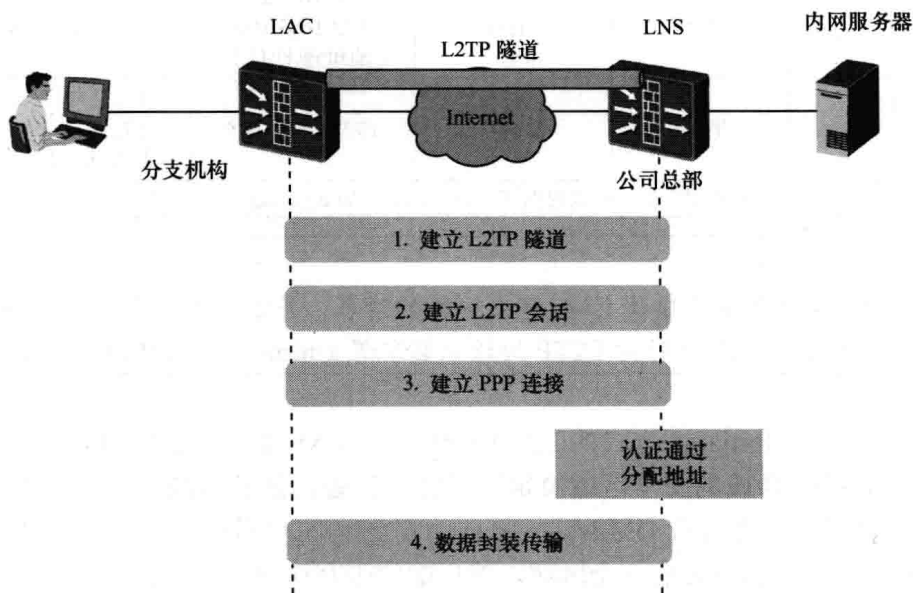 LAC
LNS
内网服务器
L2TP 隧道
Internet
分支机构
公司总部
1. 建立 L2TP 隧道
2. 建立 L2TP 会话
3. 建立 PPP 连接
认证通过
分配地址
4. 数据封装传输